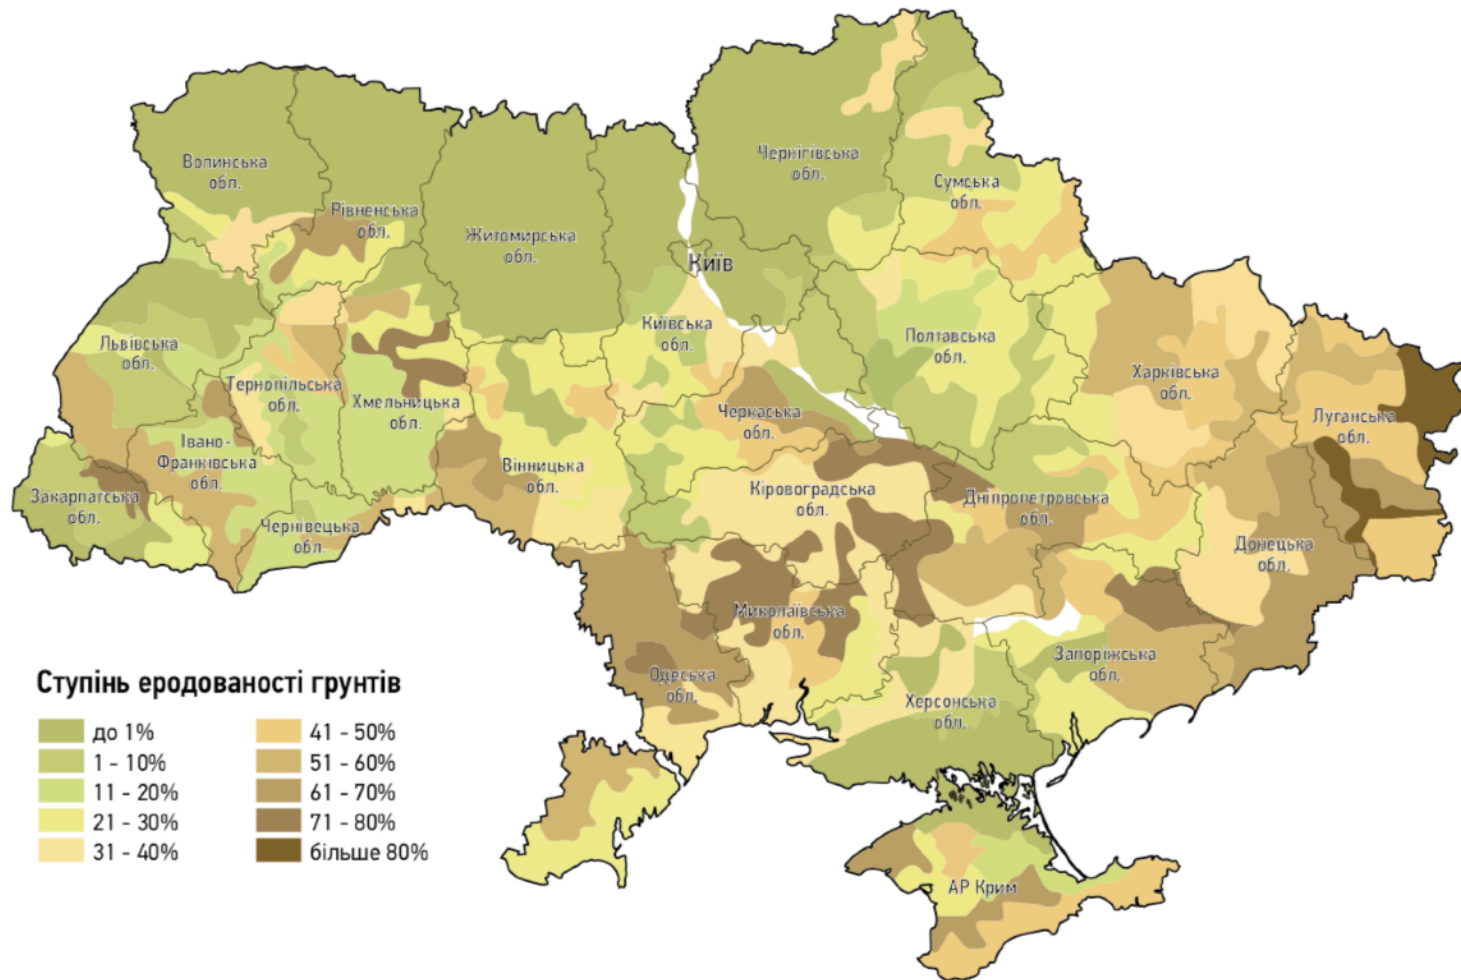 Волинська
обл.
Рівненська
обл.
Житомирська
обл.
Чернігівська
обл.
Сумська
обл.
Київ
Київська
обл.
Львівська
обл.
Тернопільська
обл.
Хмельницька
обл.
Івано-
Франківська
обл.
Закарпатська
обл.
Чернівецька
обл.
Вінницька
обл.
Черкаська
обл.
Полтавська
обл.
Харківська
обл.
Луганська
обл.
Кіровоградська
обл.
Дніпропетровська
обл.
Донецька
обл.
Миколаївська
обл.
Одеська
обл.
Запоріжська
обл.
Херсонська
обл.
АР Крим
Ступінь еродованості грунтів
до 1%
1 - 10%
11 - 20%
21 - 30%
31 - 40%
41 - 50%
51 - 60%
61 - 70%
71 - 80%
більше 80%